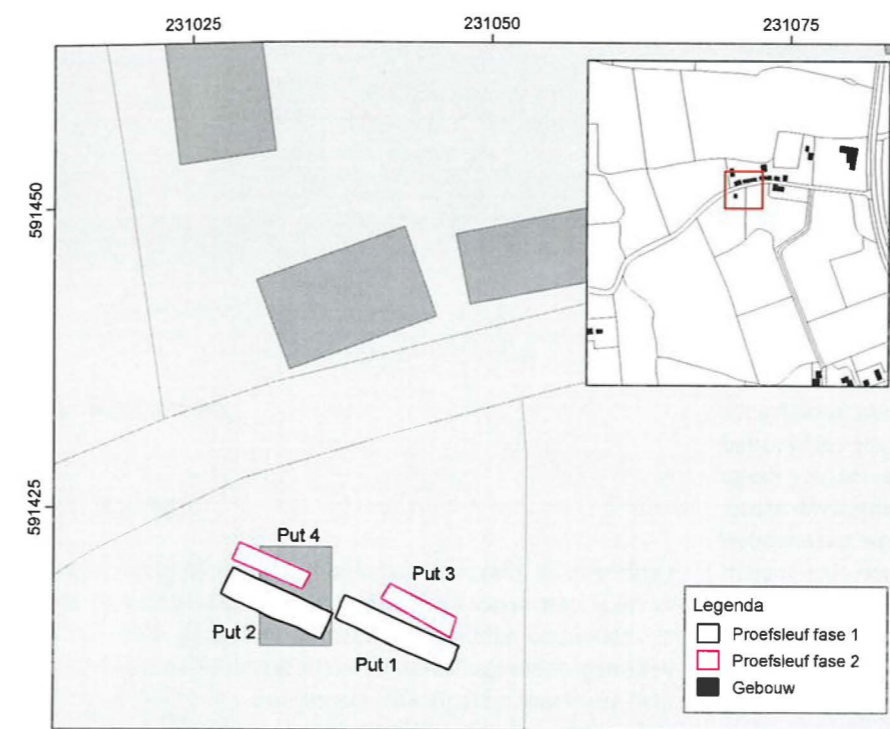 231025
231050
231075
591450
591425
Put 4
Put 3
Put 2
Put 1
Legenda
Proefsleuf fase 1
Proefsleuf fase 2
Gebouw